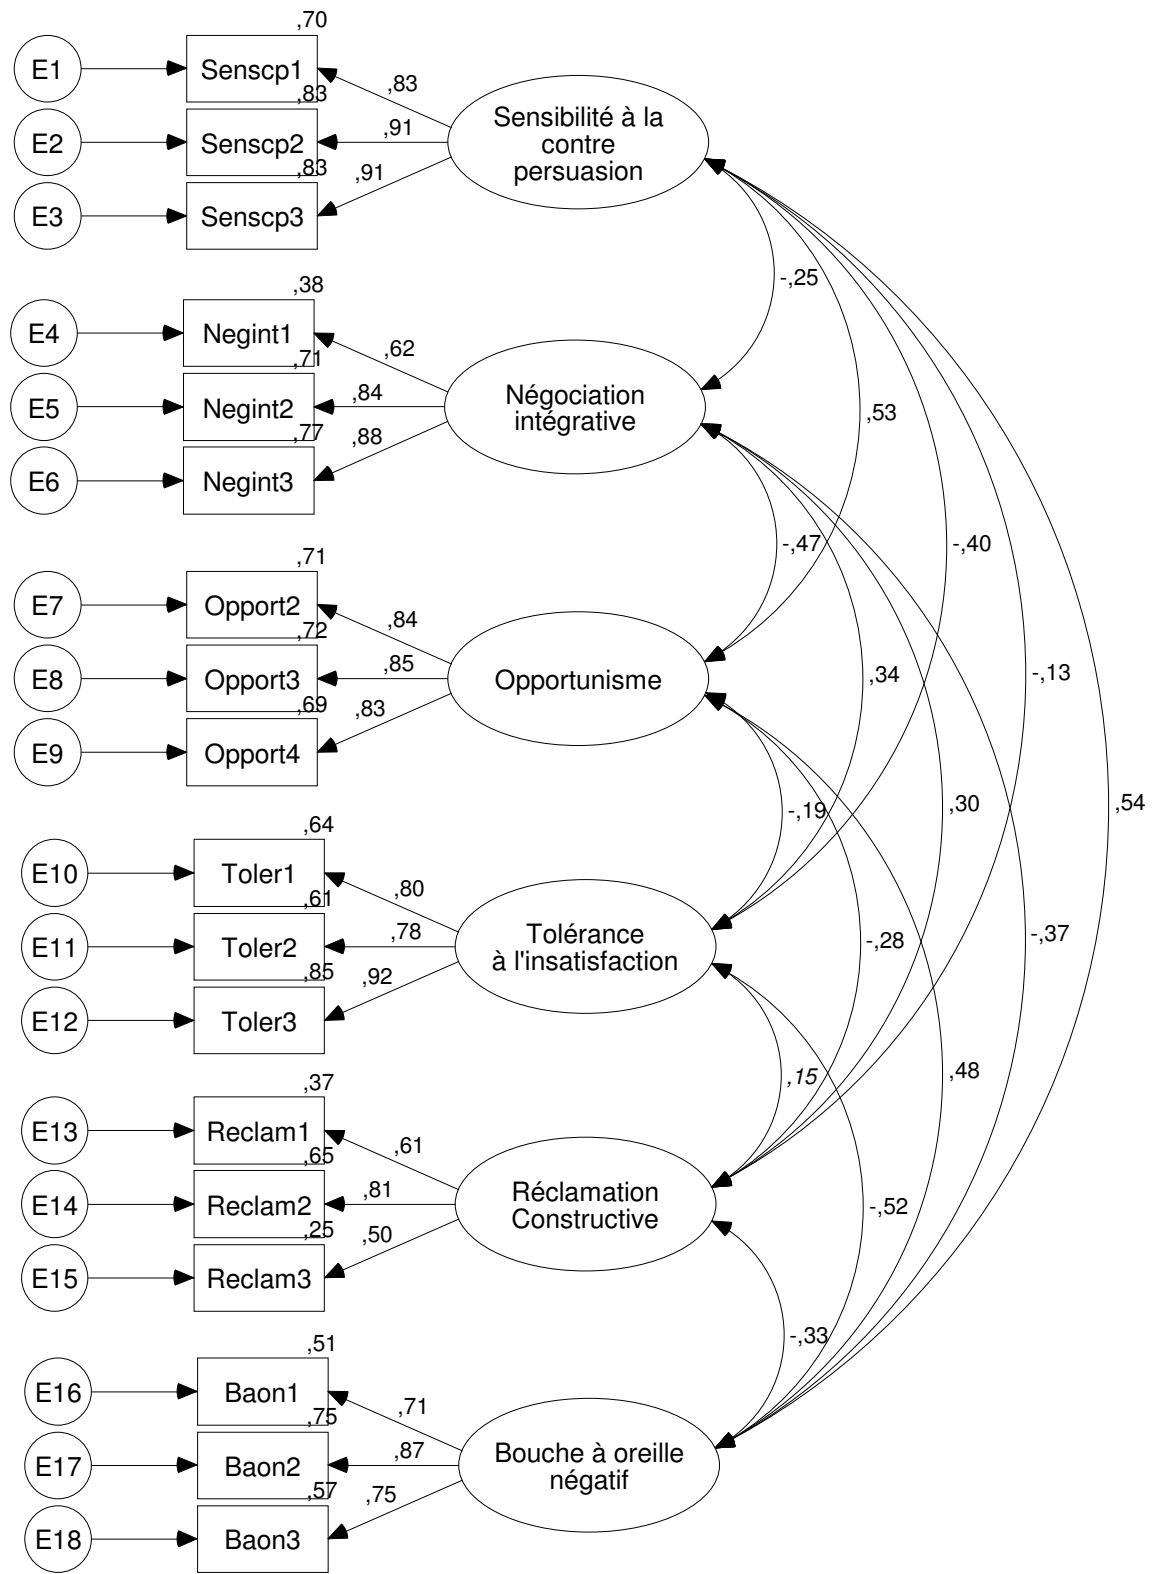 ,70
E1
Senscp1
,83
,83
E2
Senscp2
,91
Sensibilité à la
contre
persuasion
,83
E3
Senscp3
,91
-,25
,38
E4
Negint1
,62
,71
E5
Negint2
,84
Négociation
intégrative
,53
,77
E6
Negint3
,88
-,47
-,40
,71
E7
Opport2
,84
,72
E8
Opport3
,85
Opportunisme
,34
-,13
,69
E9
Opport4
,83
-,19
,30
,54
,64
E10
Toler1
,80
,61
E11
Toler2
,78
Tolérance
à l'insatisfaction
-,28
-,37
,85
E12
Toler3
,92
,15
,48
,37
E13
Reclam1
,61
,65
E14
Reclam2
,81
Réclamation
Constructive
-,52
,25
E15
Reclam3
,50
-,33
,51
E16
Baon1
,71
,75
E17
Baon2
,87
Bouche à oreille
négatif
,57
E18
Baon3
,75